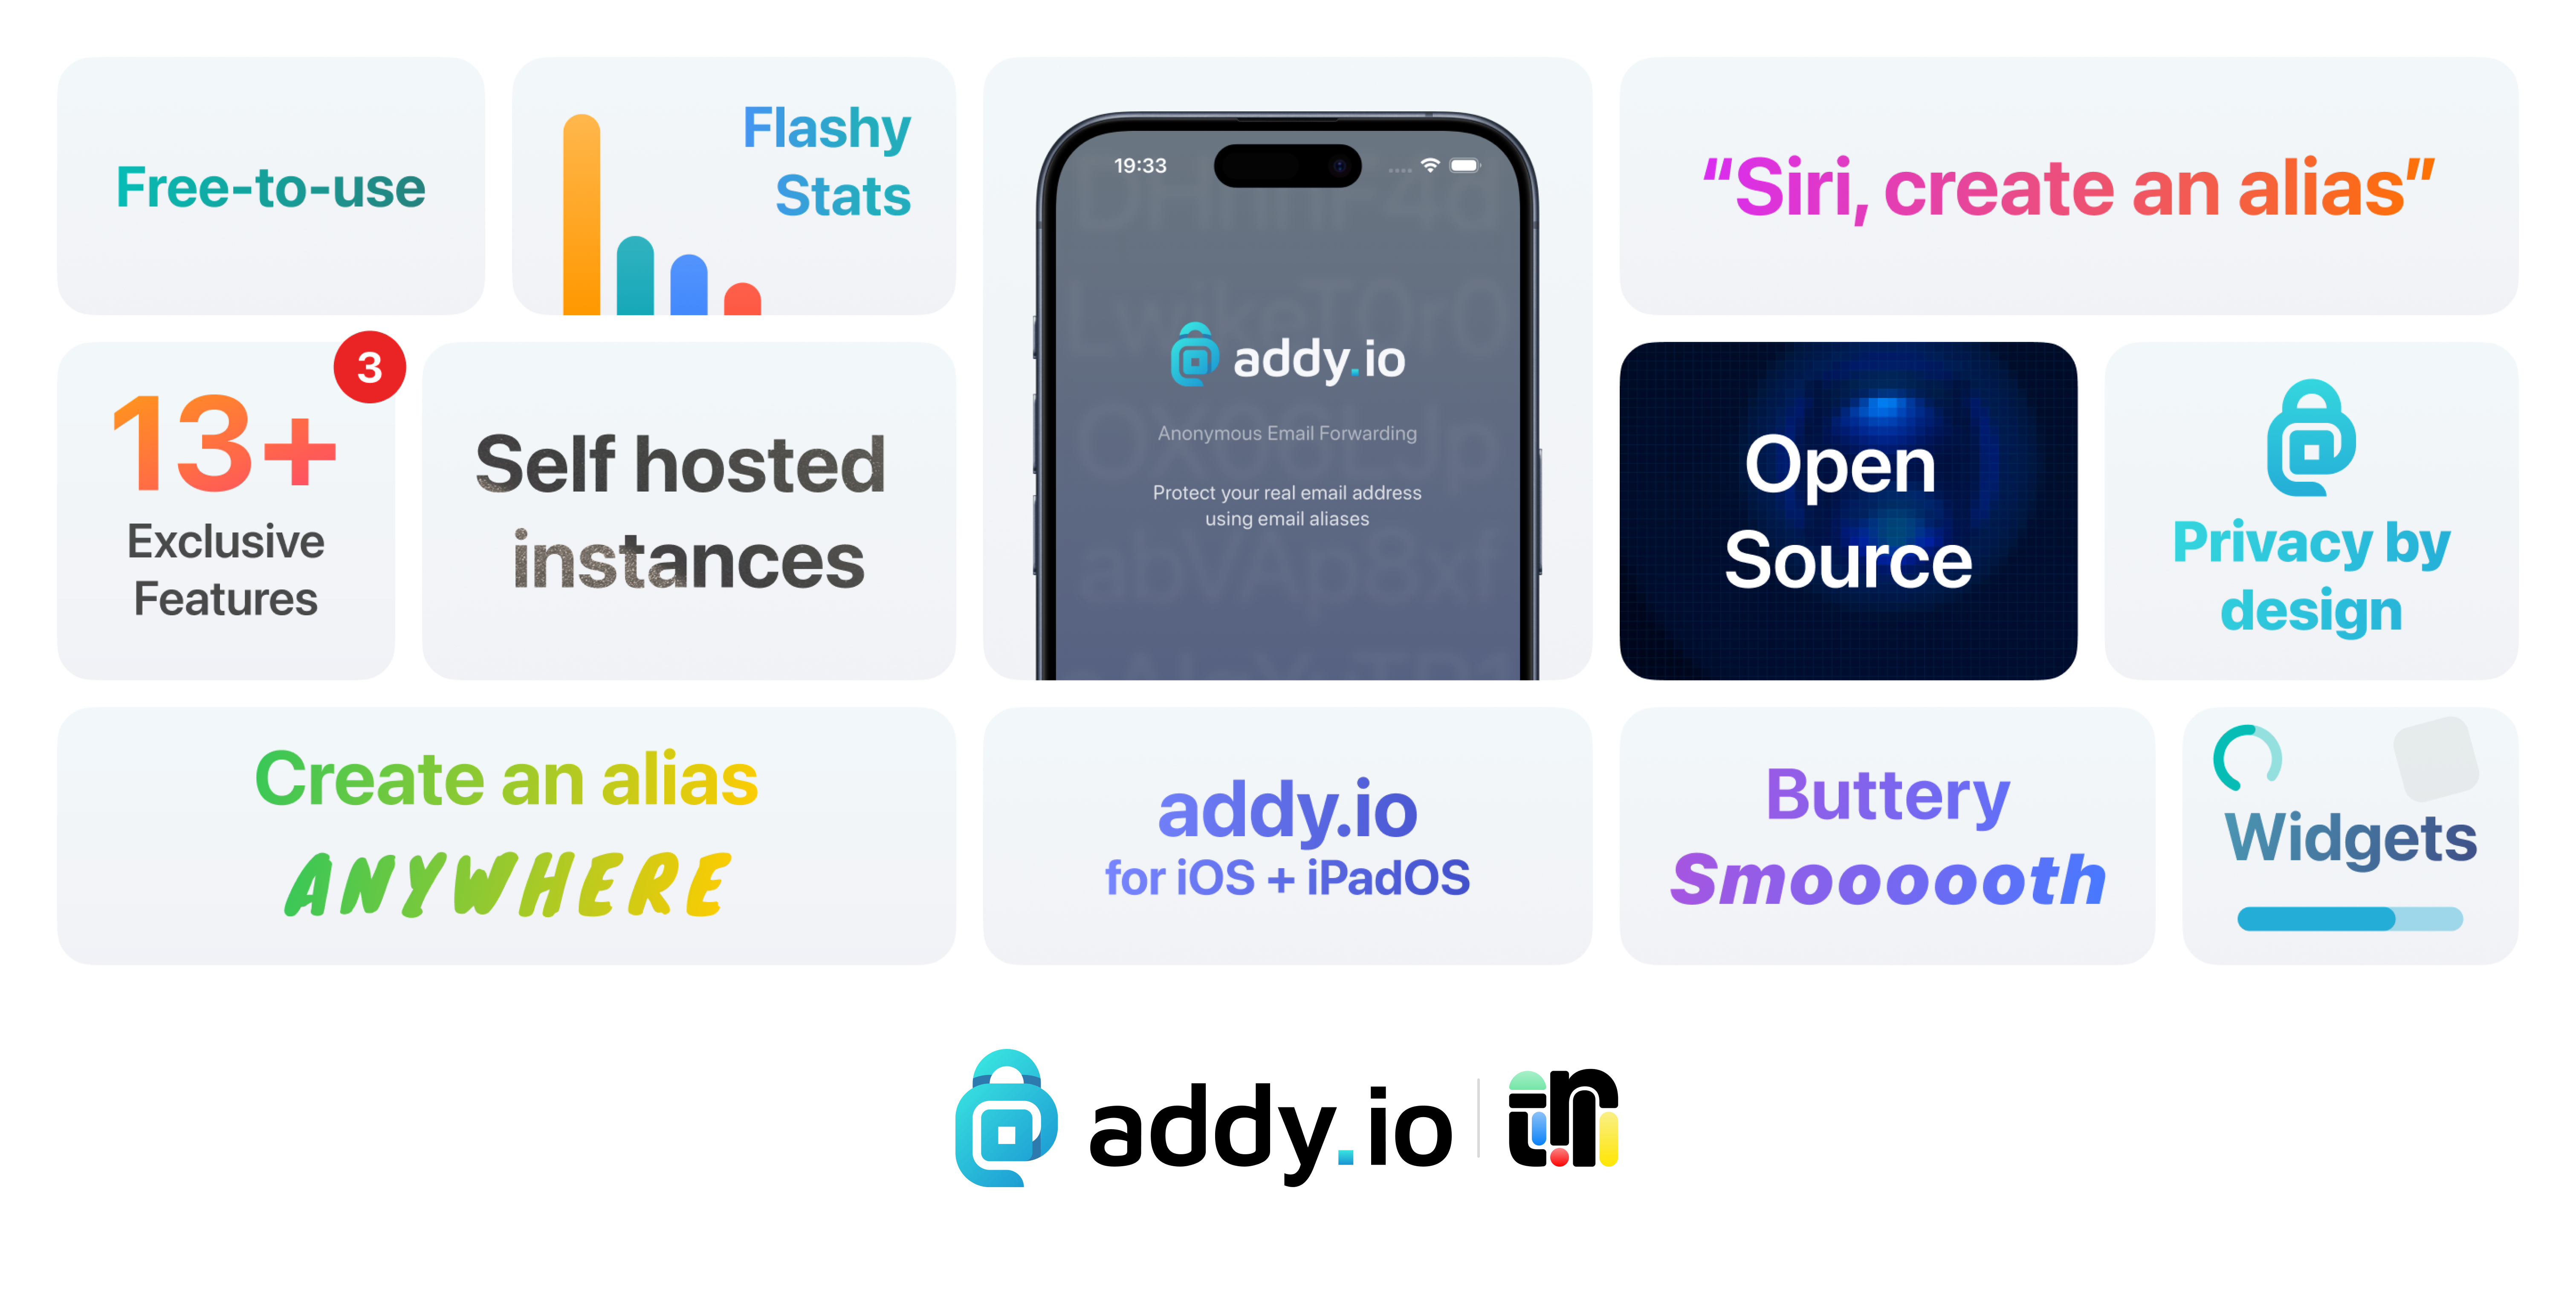 Free-to-use
Flashy
Stats
19:33
addy.io
Anonymous Email Forwarding
Protect your real email address
using email aliases
“Siri, create an alias”
3
13+
Exclusive
Features
Self hosted
instances
Open
Source
Privacy by
design
Create an alias
ANYWHERE
addy.io
for iOS + iPadOS
Buttery
Smoooooth
Widgets
addy.io